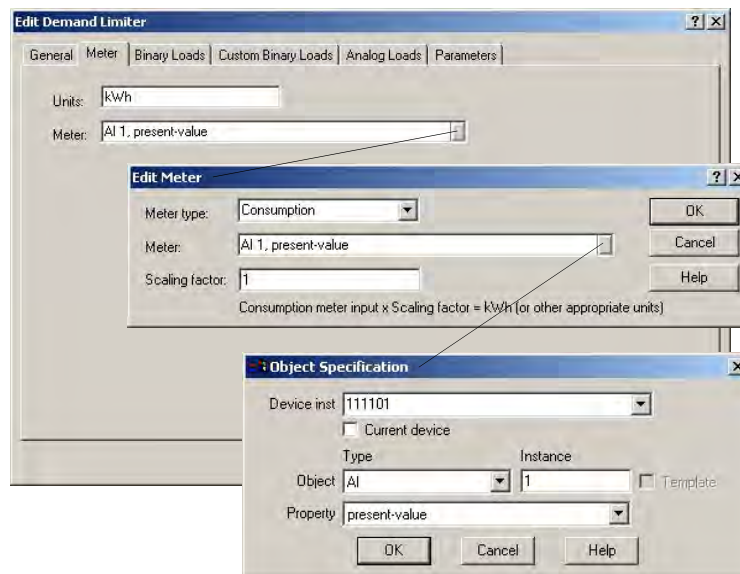 Edit Demand Limiter
General Meter Binary Loads Custom Binary Loads Analog Loads Parameters
Units: kWh
Meter: AI 1, present-value
Edit Meter
Meter type: Consumption
OK
Meter: AI 1, present-value
Cancel
Scaling factor: 1
Help
Consumption meter input x Scaling factor = kWh (or other appropriate units)
Object Specification
Device inst 111101
Current device
Type Instance
Object AI 1 Template
Property present-value
OK Cancel Help